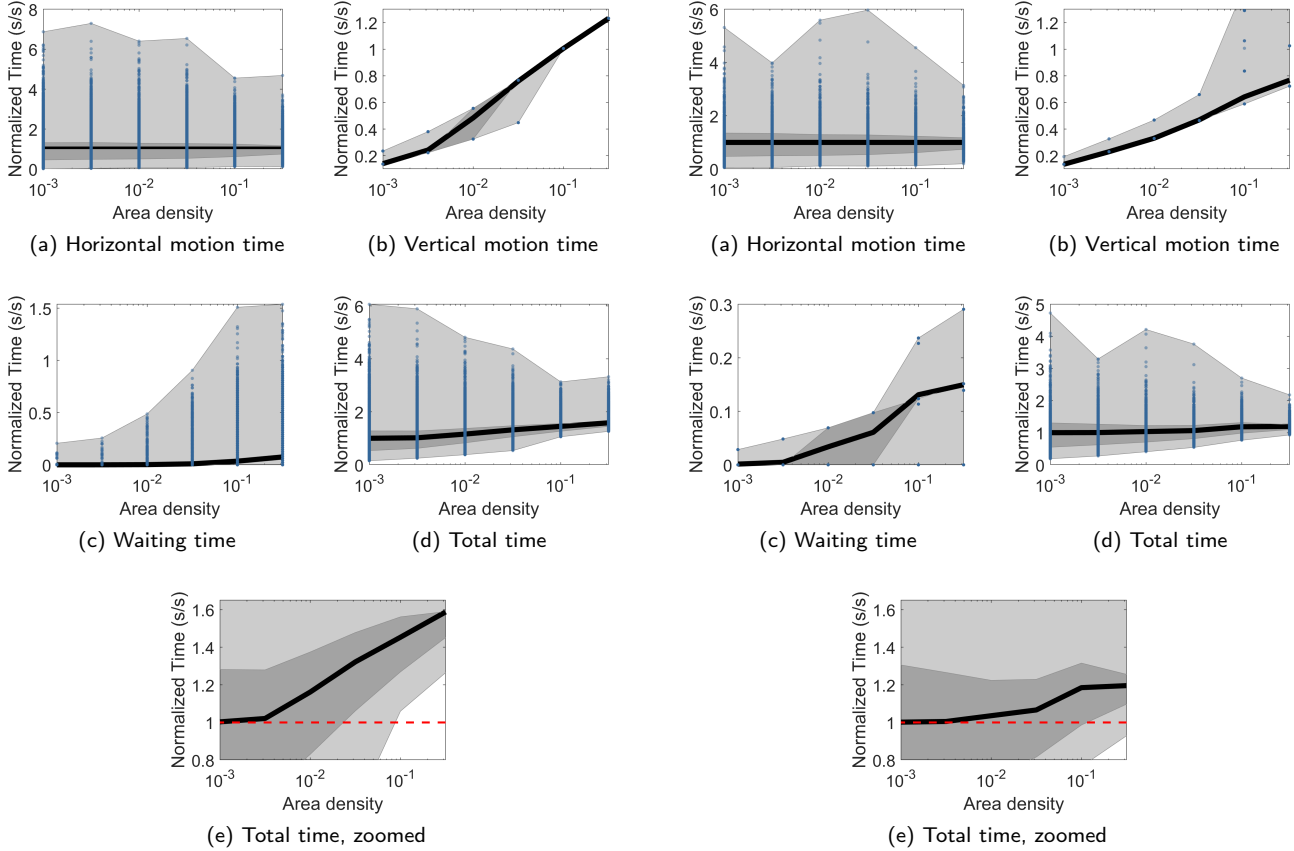 Normalized Time (s/s)
8
6
4
2
0
10-3
10-2
10-1
Area density
(a) Horizontal motion time
Normalized Time (s/s)
1.2
1
0.8
0.6
0.4
0.2
10-3
10-2
10-1
Area density
(b) Vertical motion time
Normalized Time (s/s)
6
4
2
0
10-3
10-2
10-1
Area density
(a) Horizontal motion time
Normalized Time (s/s)
1.2
1
0.8
0.6
0.4
0.2
10-3
10-2
10-1
Area density
(b) Vertical motion time
Normalized Time (s/s)
1.5
1
0.5
0
10-3
10-2
10-1
Area density
(c) Waiting time
Normalized Time (s/s)
6
4
2
0
10-3
10-2
10-1
Area density
(d) Total time
Normalized Time (s/s)
0.3
0.2
0.1
0
10-3
10-2
10-1
Area density
(c) Waiting time
Normalized Time (s/s)
5
4
3
2
1
0
10-3
10-2
10-1
Area density
(d) Total time
Normalized Time (s/s)
1.6
1.4
1.2
1
0.8
10-3
10-2
10-1
Area density
(e) Total time, zoomed
Normalized Time (s/s)
1.6
1.4
1.2
1
0.8
10-3
10-2
10-1
Area density
(e) Total time, zoomed